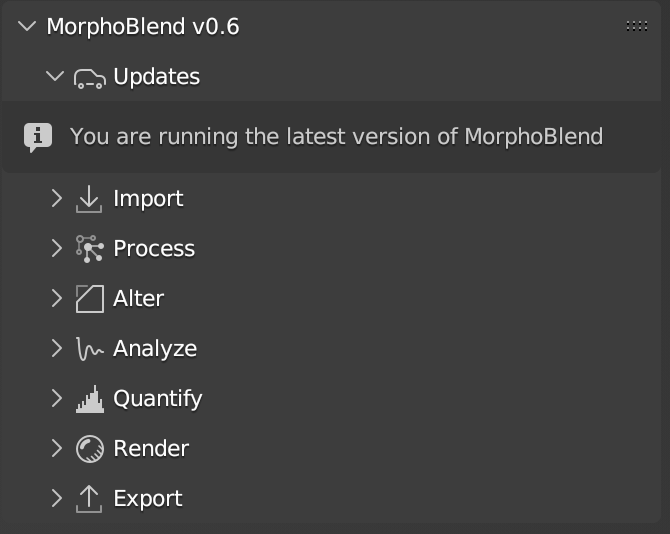 MorphoBlend v0.6
Updates
You are running the latest version of MorphoBlend
Import
Process
Alter
Analyze
Quantify
Render
Export